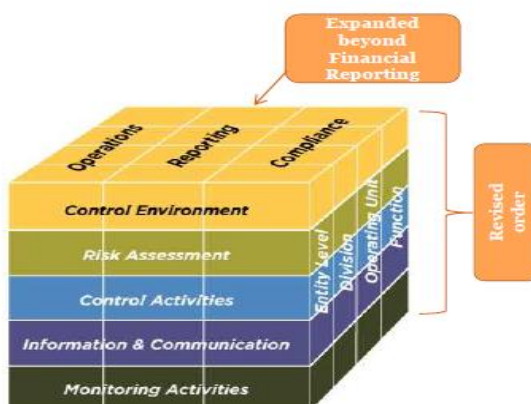 Expanded
beyond
Financial
Reporting
Operations
Reporting
Compliance
Control Environment
Risk Assessment
Control Activities
Information & Communication
Monitoring Activities
Entity Level
Division
Operating Unit
Function
Revised
order